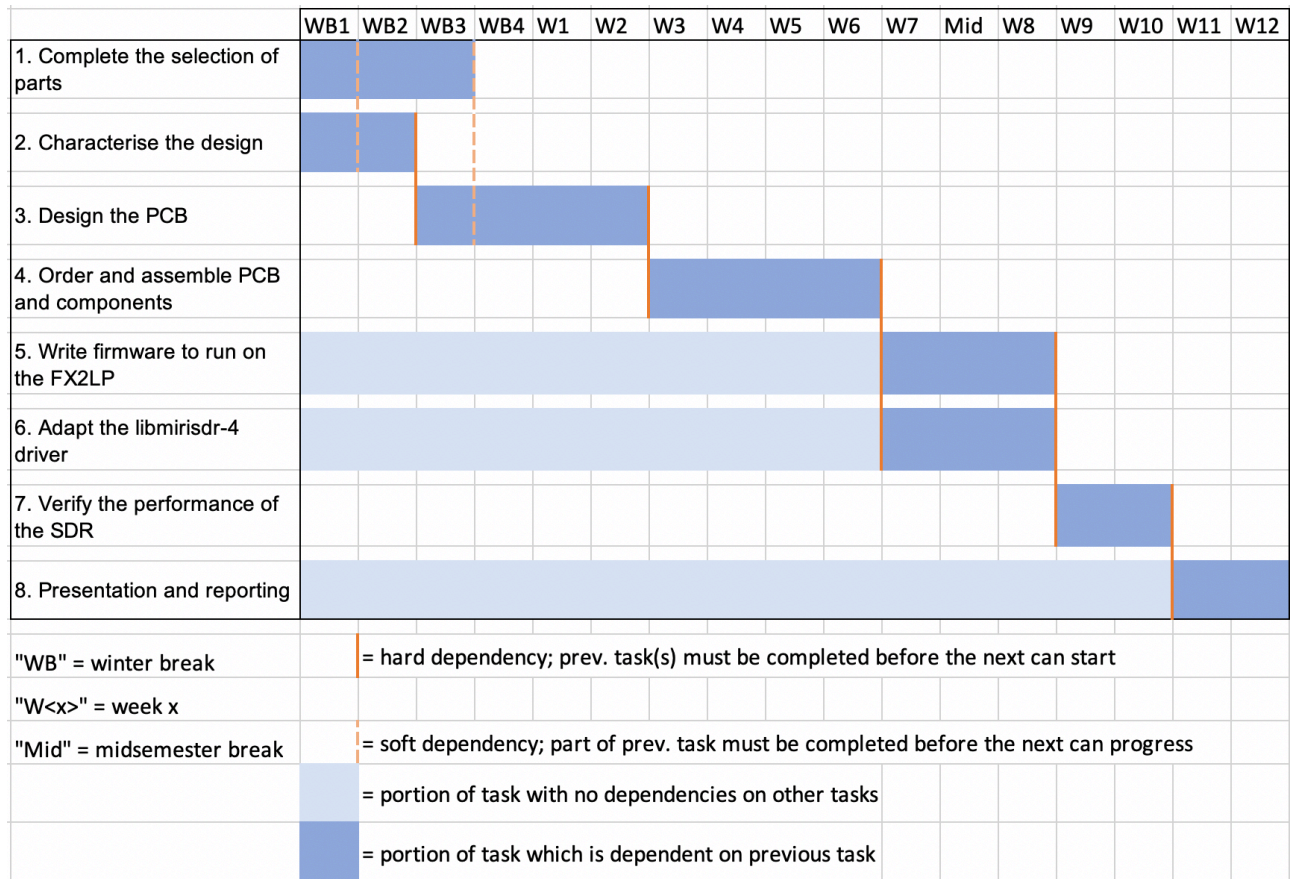 WB1 WB2 WB3 WB4 W1 W2 W3 W4 W5 W6 W7 Mid W8 W9 W10 W11 W12
1. Complete the selection of
parts
2. Characterise the design
3. Design the PCB
4. Order and assemble PCB
and components
5. Write firmware to run on
the FX2LP
6. Adapt the libmirisdr-4
driver
7. Verify the performance of
the SDR
8. Presentation and reporting
"WB" = winter break
= hard dependency; prev. task(s) must be completed before the next can start
"W<x>" = week x
"Mid" = midsemester break
= soft dependency; part of prev. task must be completed before the next can progress
= portion of task with no dependencies on other tasks
= portion of task which is dependent on previous task